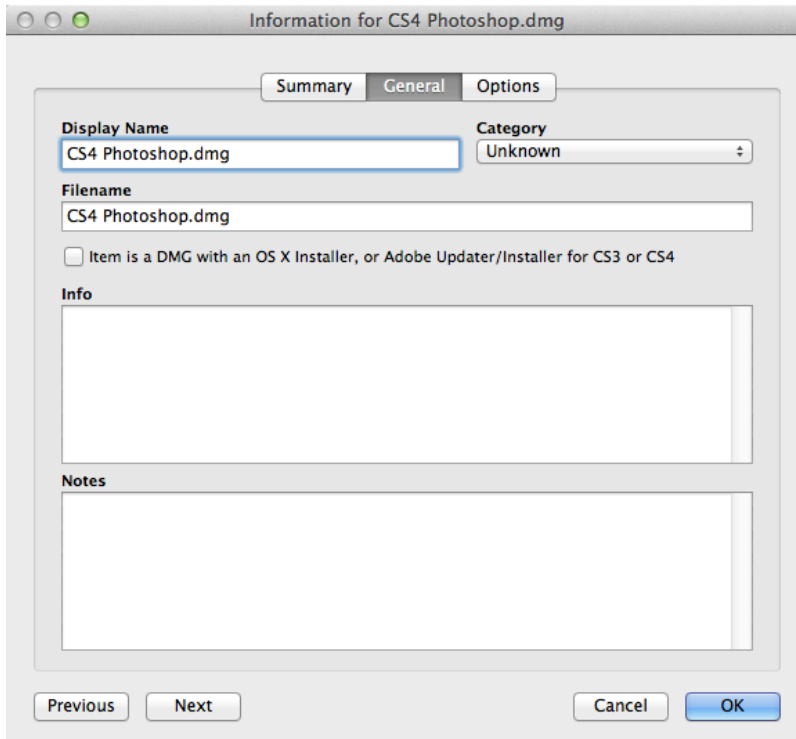 Information for CS4 Photoshop.dmg
Summary General Options
Display Name Category
CS4 Photoshop.dmg Unknown
Filename
CS4 Photoshop.dmg
Item is a DMG with an OS X Installer, or Adobe Updater/Installer for CS3 or CS4
Info
Notes
Previous Next Cancel OK